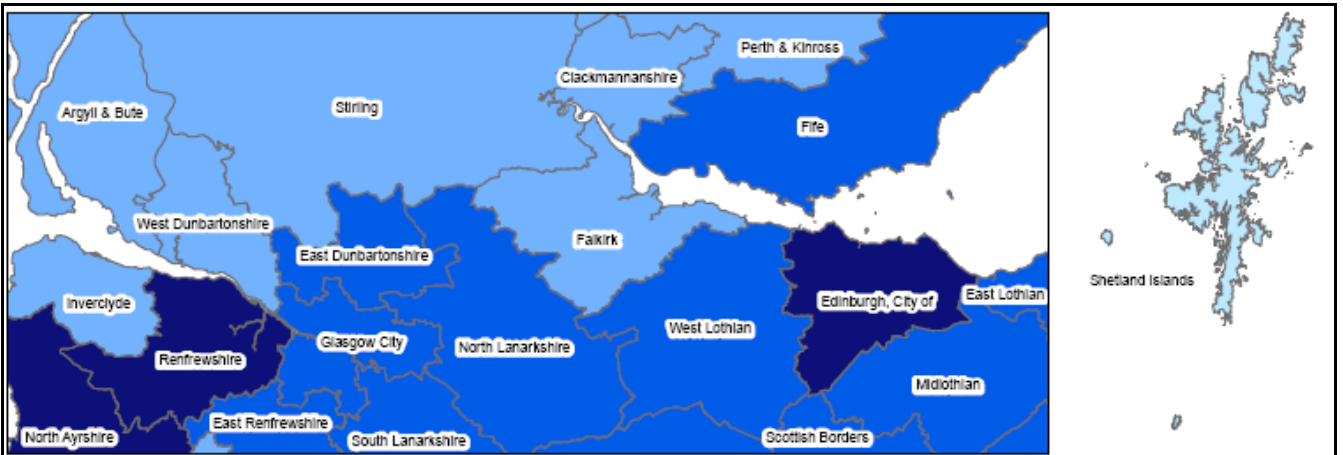 Perth & Kinross
Clackmannanshire
Argyll & Bute
Stirling
Fife
West Dunbartonshire
Falkirk
East Dunbartonshire
Shetland Islands
Inverclyde
Edinburgh, City of
East Lothian
West Lothian
Glasgow City
North Lanarkshire
Renfrewshire
Midlothian
East Renfrewshire
North Ayrshire
South Lanarkshire
Scottish Borders